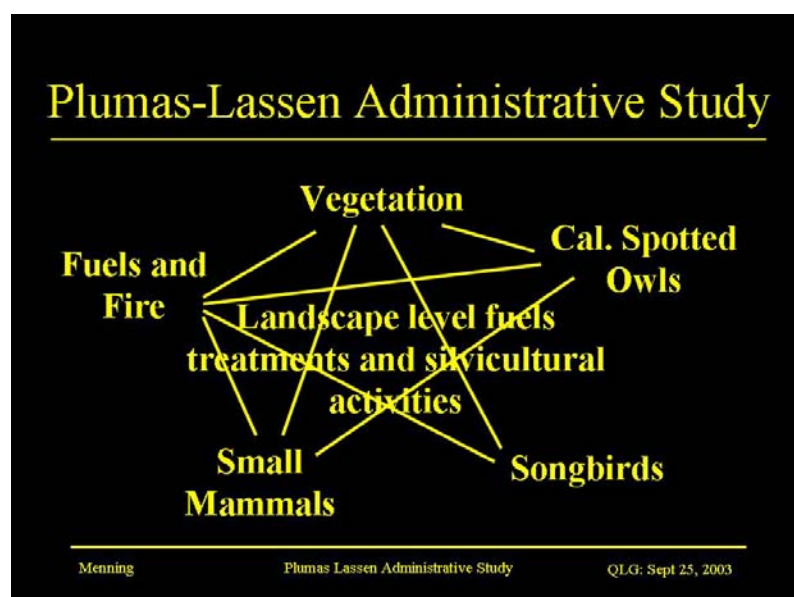 Plumas-Lassen Administrative Study
Vegetation
Cal. Spotted
Owls
Fuels and
Fire
Landscape level fuels
treatments and silvicultural
activities
Small
Mammals
Songbirds
Menning
Plumas Lassen Administrative Study
QLG: Sept 25, 2003